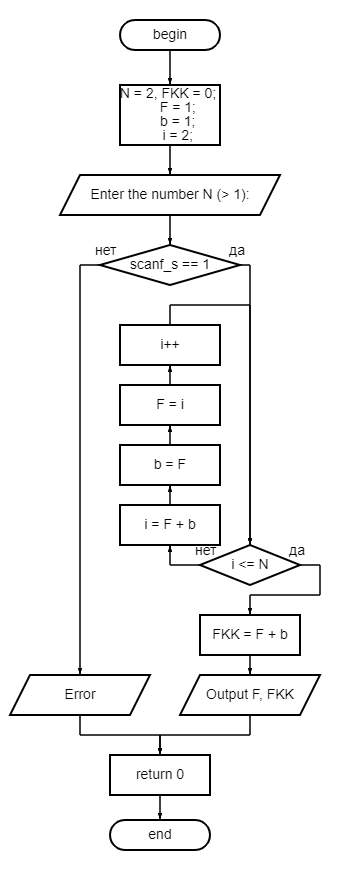 begin
N = 2, FKK = 0;
F = 1;
b = 1;
i = 2;
Enter the number N (> 1):
нет
да
scanf_s == 1
i++
F = i
b = F
i = F + b
нет
да
i <= N
FKK = F + b
Error
Output F, FKK
return 0
end